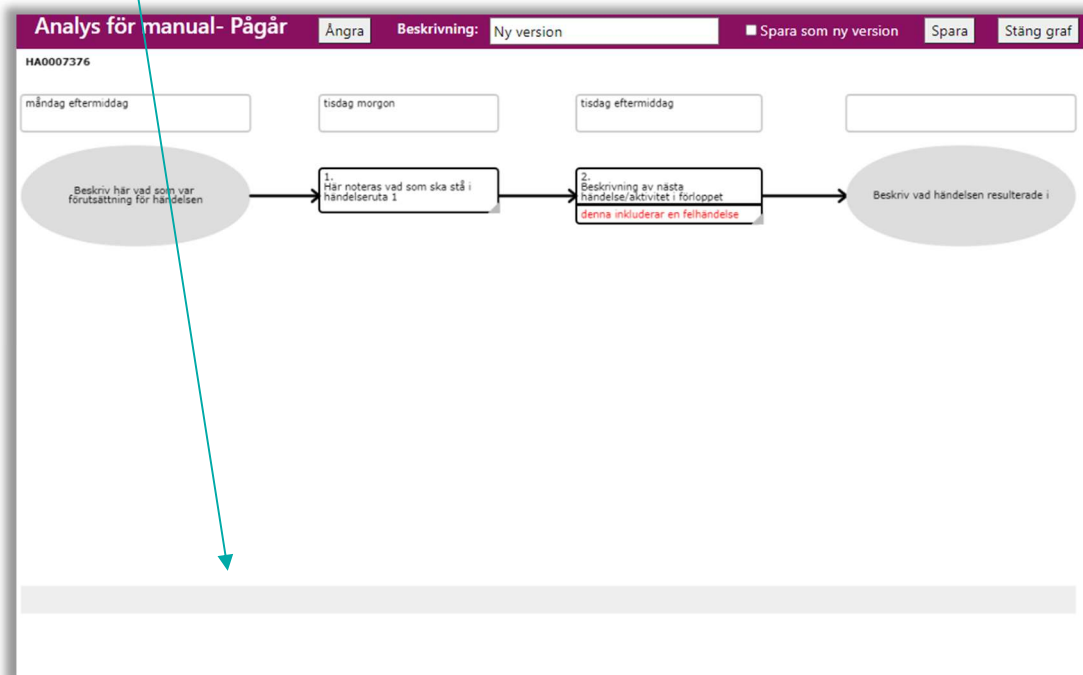 Analys för manual- Pågår
Ångra
Beskrivning:
Ny version
Spara som ny version
Spara
Stäng graf
HA0007376
måndag eftermiddag
tisdag morgon
tisdag eftermiddag
Beskriv här vad som var
förutsättning för händelsen
1.
Här noteras vad som ska stå i
händelseruta 1
2.
Beskrivning av nästa
händelse/aktivitet i förloppet
denna inkluderar en felhändelse
Beskriv vad händelsen resulterade i